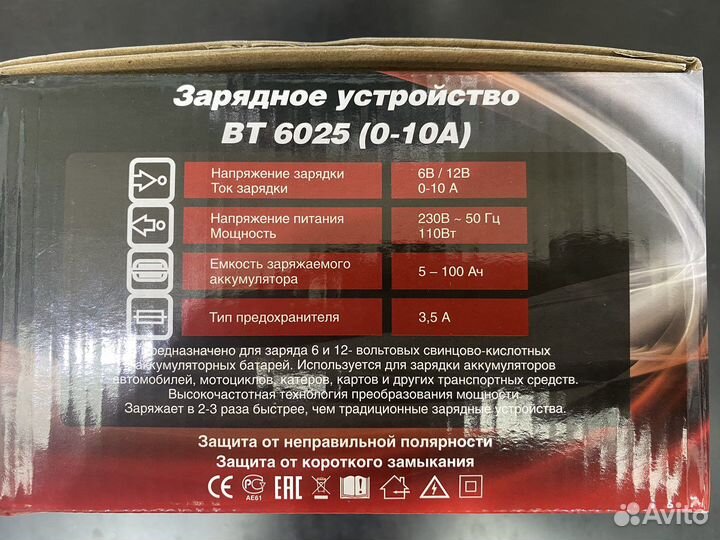 Зарядное устройство
BT 6025 (0-10A)
Напряжение зарядки 6В / 12В
Ток зарядки 0-10 А
Напряжение питания 230В ~ 50 Гц
Мощность 110Вт
Емкость заряжаемого
аккумулятора 5 – 100 Ач
Тип предохранителя 3,5 А
редназначено для заряда 6 и 12- вольтовых свинцово-кислотных
аккумуляторных батарей. Используется для зарядки аккумуляторов
автомобилей, мотоциклов, катеров, картов и других транспортных средств.
Высокочастотная технология преобразования мощности.
Заряжает в 2-3 раза быстрее, чем традиционные зарядные устройства.
Защита от неправильной полярности
Защита от короткого замыкания
CE РС АЕ61 EAC
Avito